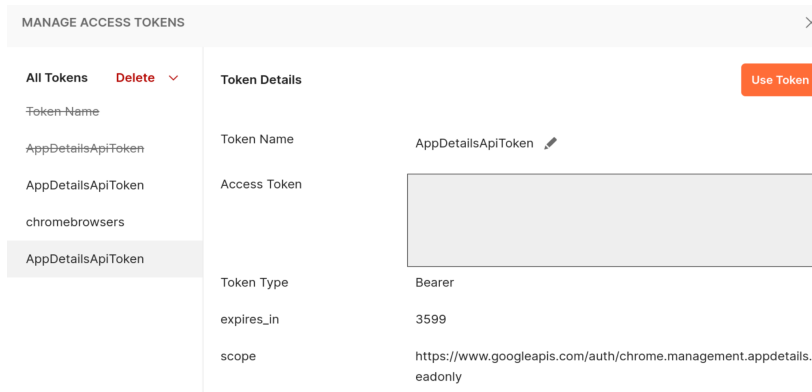 MANAGE ACCESS TOKENS
All Tokens Delete
Token Details
Use Token
Token Name
AppDetailsApiToken
AppDetailsApiToken
chromebrowsers
AppDetailsApiToken
Token Name AppDetailsApiToken
Access Token
Token Type Bearer
expires_in 3599
scope https://www.googleapis.com/auth/chrome.management.appdetails.
eadonly